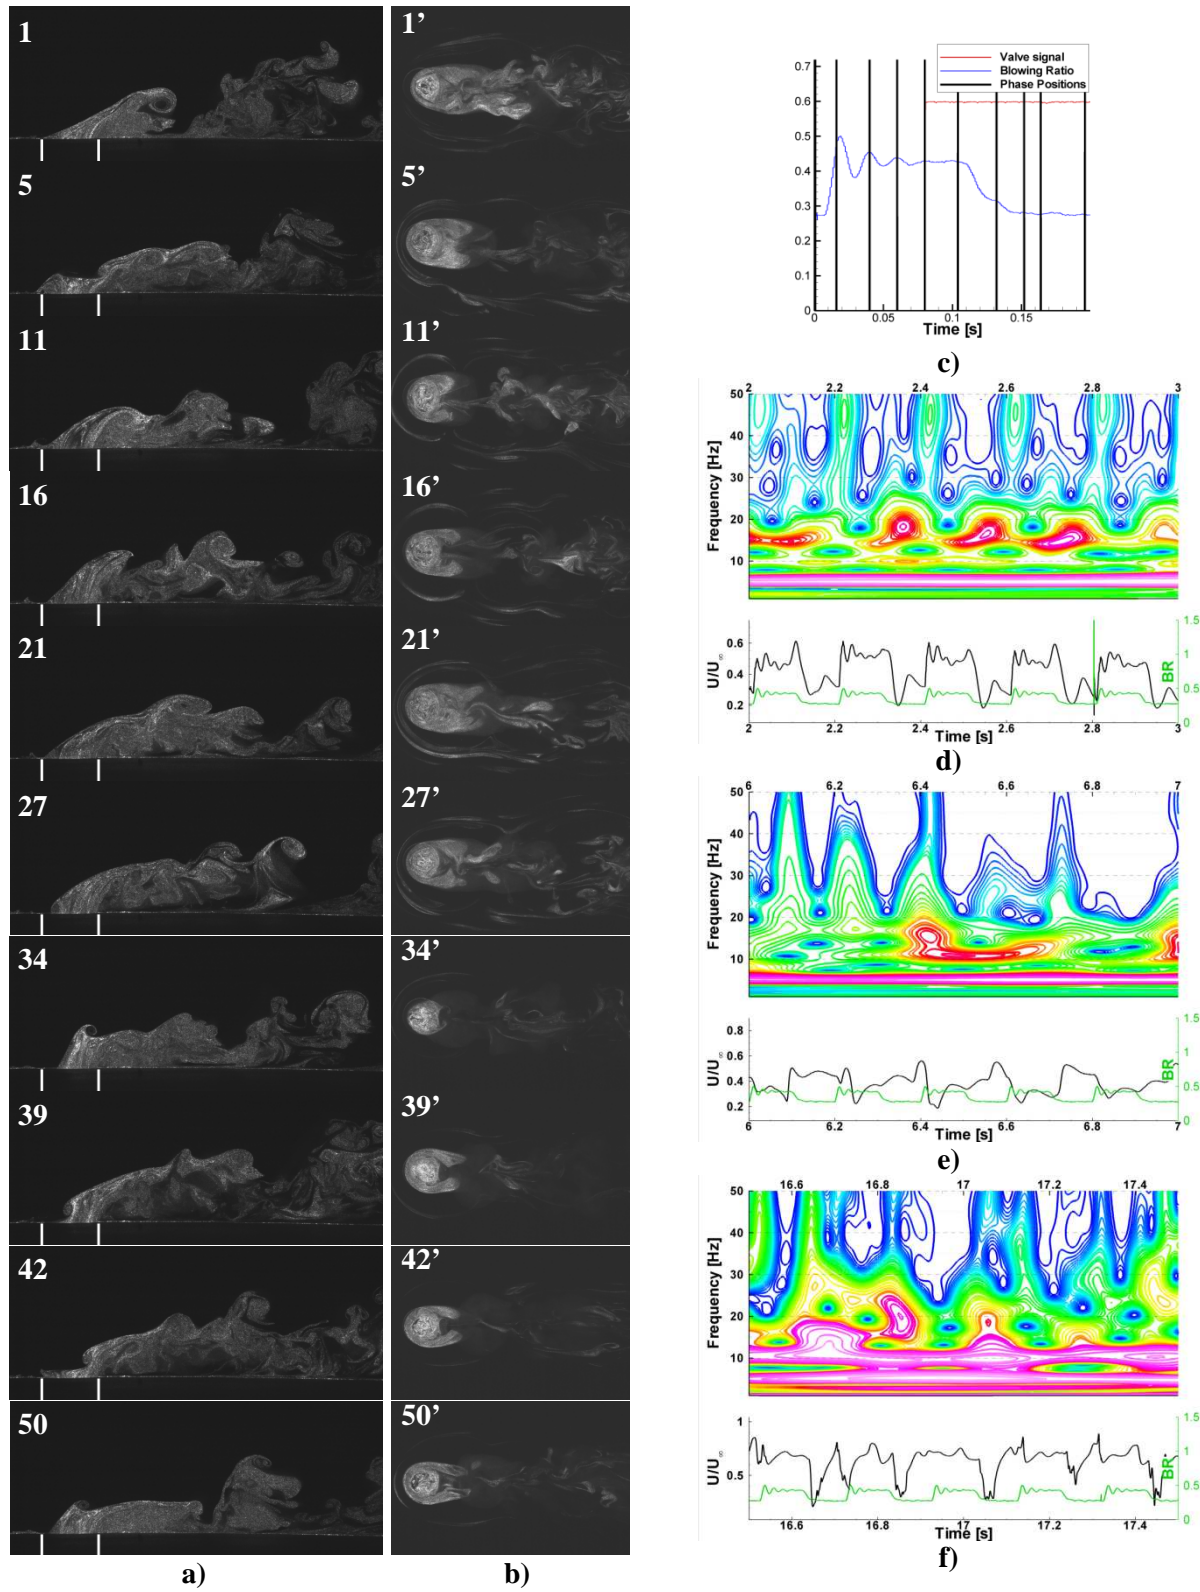 1
5
11
16
21
27
34
39
42
50
a)
1’
5’
11’
16’
21’
27’
34’
39’
42’
50’
b)
Valve signal
Blowing Ratio
Phase Positions
0.7
0.6
0.5
0.4
0.3
0.2
0.1
0
0 0.05 0.1 0.15
Time [s]
c)
2 2.2 2.4 2.6 2.8 3
Frequency [Hz]
50
40
30
20
10
U/U∞
0.6
0.4
0.2
BR
1.5
1
0.5
0
2 2.2 2.4 2.6 2.8 3
Time [s]
d)
6 6.2 6.4 6.6 6.8 7
Frequency [Hz]
50
40
30
20
10
U/U∞
0.8
0.6
0.4
0.2
BR
1.5
1
0.5
0
6 6.2 6.4 6.6 6.8 7
Time [s]
e)
16.6 16.8 17 17.2 17.4
Frequency [Hz]
50
40
30
20
10
U/U∞
1
0.5
BR
1.5
1
0.5
0
16.6 16.8 17 17.2 17.4
Time [s]
f)